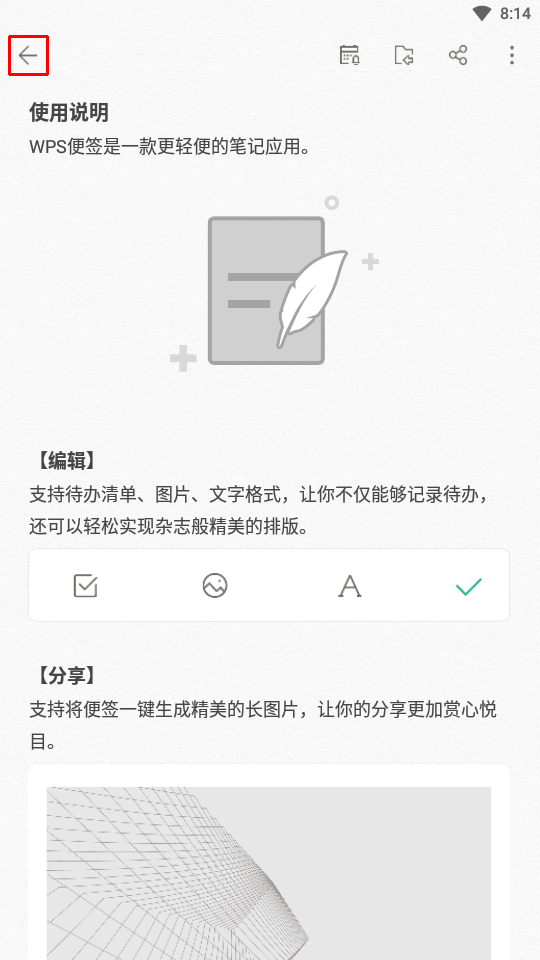 8:14
使用说明
WPS便签是一款更轻便的笔记应用。
【编辑】
支持待办清单、图片、文字格式，让你不仅能够记录待办，
还可以轻松实现杂志般精美的排版。
【分享】
支持将便签一键生成精美的长图片，让你的分享更加赏心悦
目。